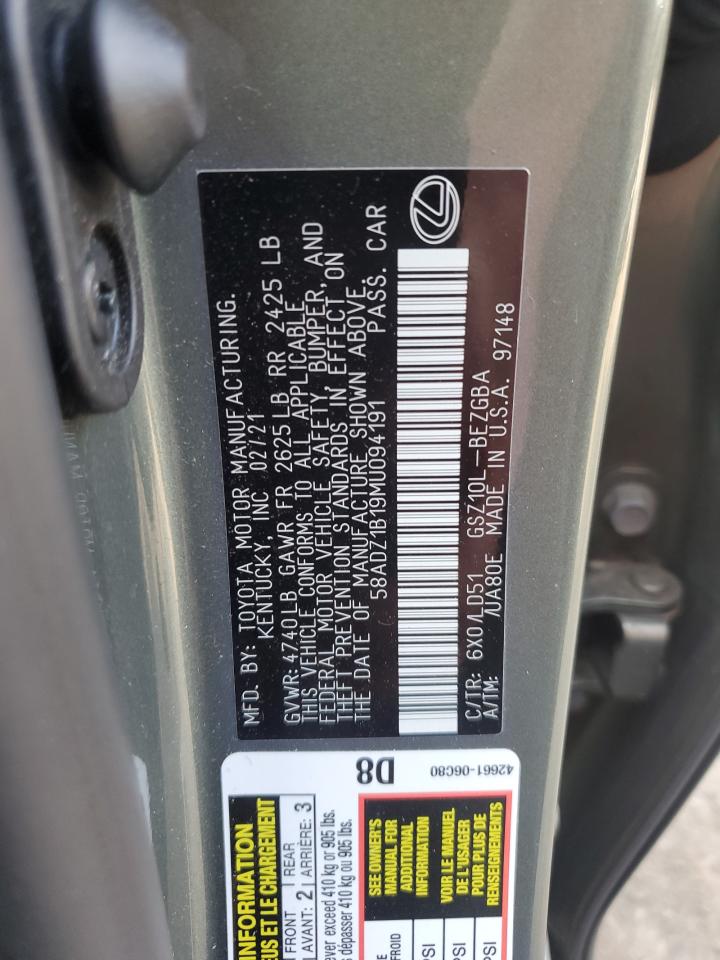 MFD. BY: TOYOTA MOTOR MANUFACTURING.
KENTUCKY, INC 02/21
GVWR: 4740LB GAWR FR 2625LB RR 2425 LB
THIS VEHICLE CONFORMS TO ALL APPLICABLE
FEDERAL MOTOR VEHICLE SAFETY, BUMPER, AND
THEFT PREVENTION STANDARDS IN EFFECT ON
THE DATE OF MANUFACTURE SHOWN ABOVE.
58ADZ1B19MU094191 PASS. CAR
C/TR: 6X0/LD51 GSZ10L-BEZGBA
A/TM: /UA80E MADE IN U.S.A. 97148
D8
42661-06C80
INFORMATION
EUS ET LE CHARGEMENT
FRONT REAR
AVANT: 2 ARRIÈRE: 3
ever exceed 410 kg or 905 lbs.
dépasser 410 kg ou 905 lbs.
SEE OWNER'S
MANUAL FOR
ADDITIONAL
INFORMATION
VOIR LE MANUEL
DE L'USAGER
POUR PLUS DE
RENSEIGNEMENTS
FROID
PSI
PSI
PSI